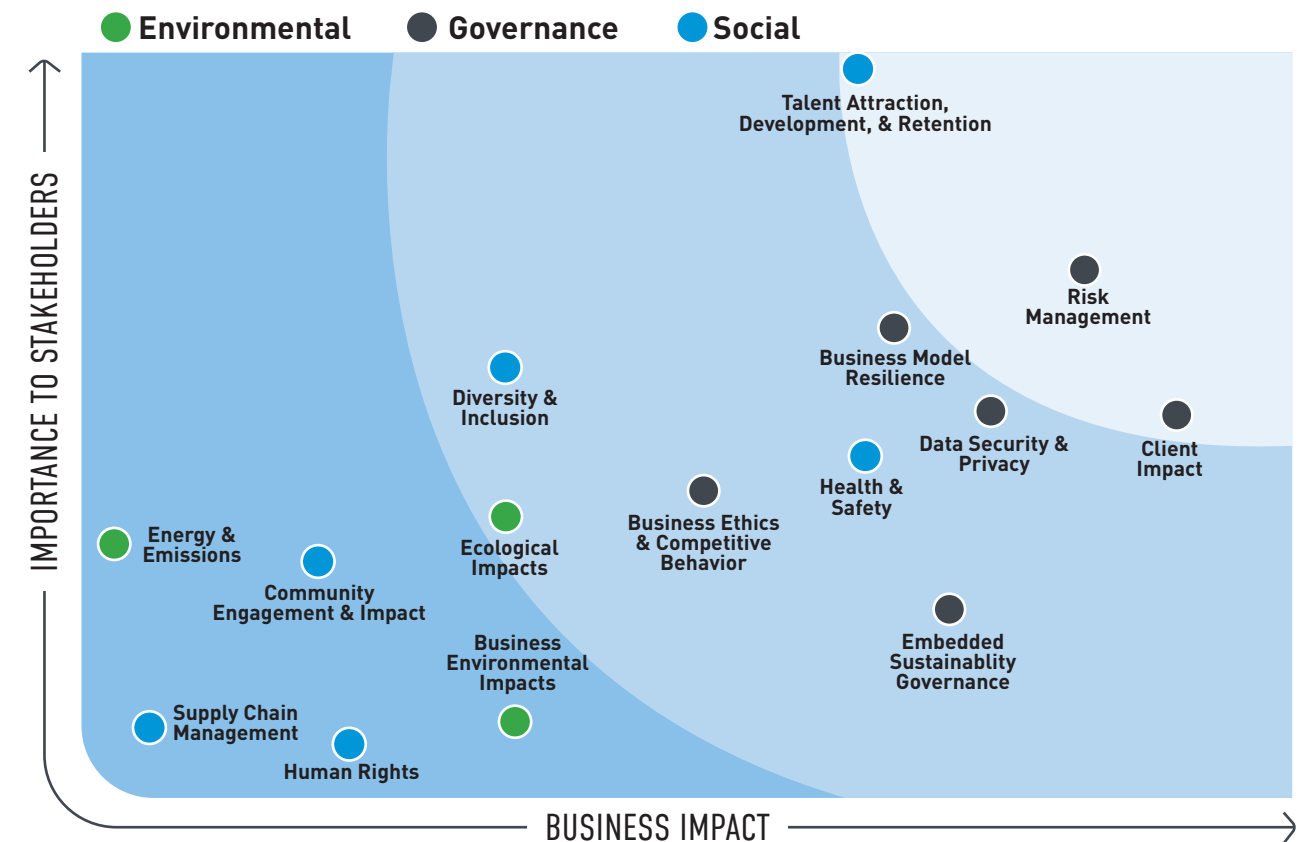 Environmental
Governance
Social
IMPORTANCE TO STAKEHOLDERS
Talent Attraction,
Development, & Retention
Risk
Management
Business Model
Resilience
Diversity &
Inclusion
Data Security &
Privacy
Client
Impact
Health &
Safety
Business Ethics
& Competitive
Behavior
Energy &
Emissions
Ecological
Impacts
Community
Engagement & Impact
Business
Environmental
Impacts
Embedded
Sustainablity
Governance
Supply Chain
Management
Human Rights
BUSINESS IMPACT